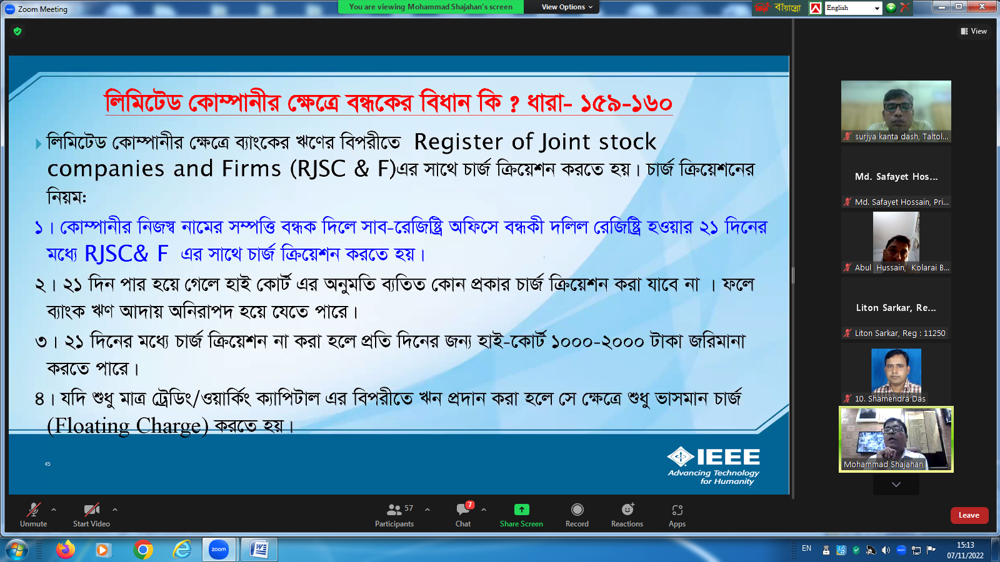 Zoom Meeting
You are viewing Mohammad Shajahan's screen
View Options
বায়ান্নো
English
View
লিমিটেড কোম্পানীর ক্ষেত্রে বন্ধকের বিধান কি ? ধারা- ১৫৯-১৬০
লিমিটেড কোম্পানীর ক্ষেত্রে ব্যাংকের ঋণের বিপরীতে Register of Joint stock
companies and Firms (RJSC & F)এর সাথে চার্জ ক্রিয়েশন করতে হয়। চার্জ ক্রিয়েশনের
নিয়ম:
১। কোম্পানীর নিজস্ব নামের সম্পত্তি বন্ধক দিলে সাব-রেজিষ্ট্রি অফিসে বন্ধকী দলিল রেজিষ্ট্রি হওয়ার ২১ দিনের
মধ্যে RJSC& F এর সাথে চার্জ ক্রিয়েশন করতে হয়।
২। ২১ দিন পার হয়ে গেলে হাই কোর্ট এর অনুমতি ব্যতিত কোন প্রকার চার্জ ক্রিয়েশন করা যাবে না । ফলে
ব্যাংক ঋণ আদায় অনিরাপদ হয়ে যেতে পারে।
৩। ২১ দিনের মধ্যে চার্জ ক্রিয়েশন না করা হলে প্রতি দিনের জন্য হাই-কোর্ট ১০০০-২০০০ টাকা জরিমানা
করতে পারে।
৪। যদি শুধু মাত্র ট্রেডিং/ওয়ার্কিং ক্যাপিটাল এর বিপরীতে ঋন প্রদান করা হলে সে ক্ষেত্রে শুধু ভাসমান চার্জ
(Floating Charge) করতে হয়।
45
IEEE
Advancing Technology
for Humanity
surjya kanta dash, Taltol...
Md. Safayet Hos...
Md. Safayet Hossain, Pri...
Abul Hussain, Kolarai B...
Liton Sarkar, Re...
Liton Sarkar, Reg : 11250
10. Shamendra Das
Mohammad Shajahan
Unmute
Start Video
57
Participants
7
Chat
Share Screen
Record
Reactions
Apps
Leave
zoom
EN
15:13
07/11/2022